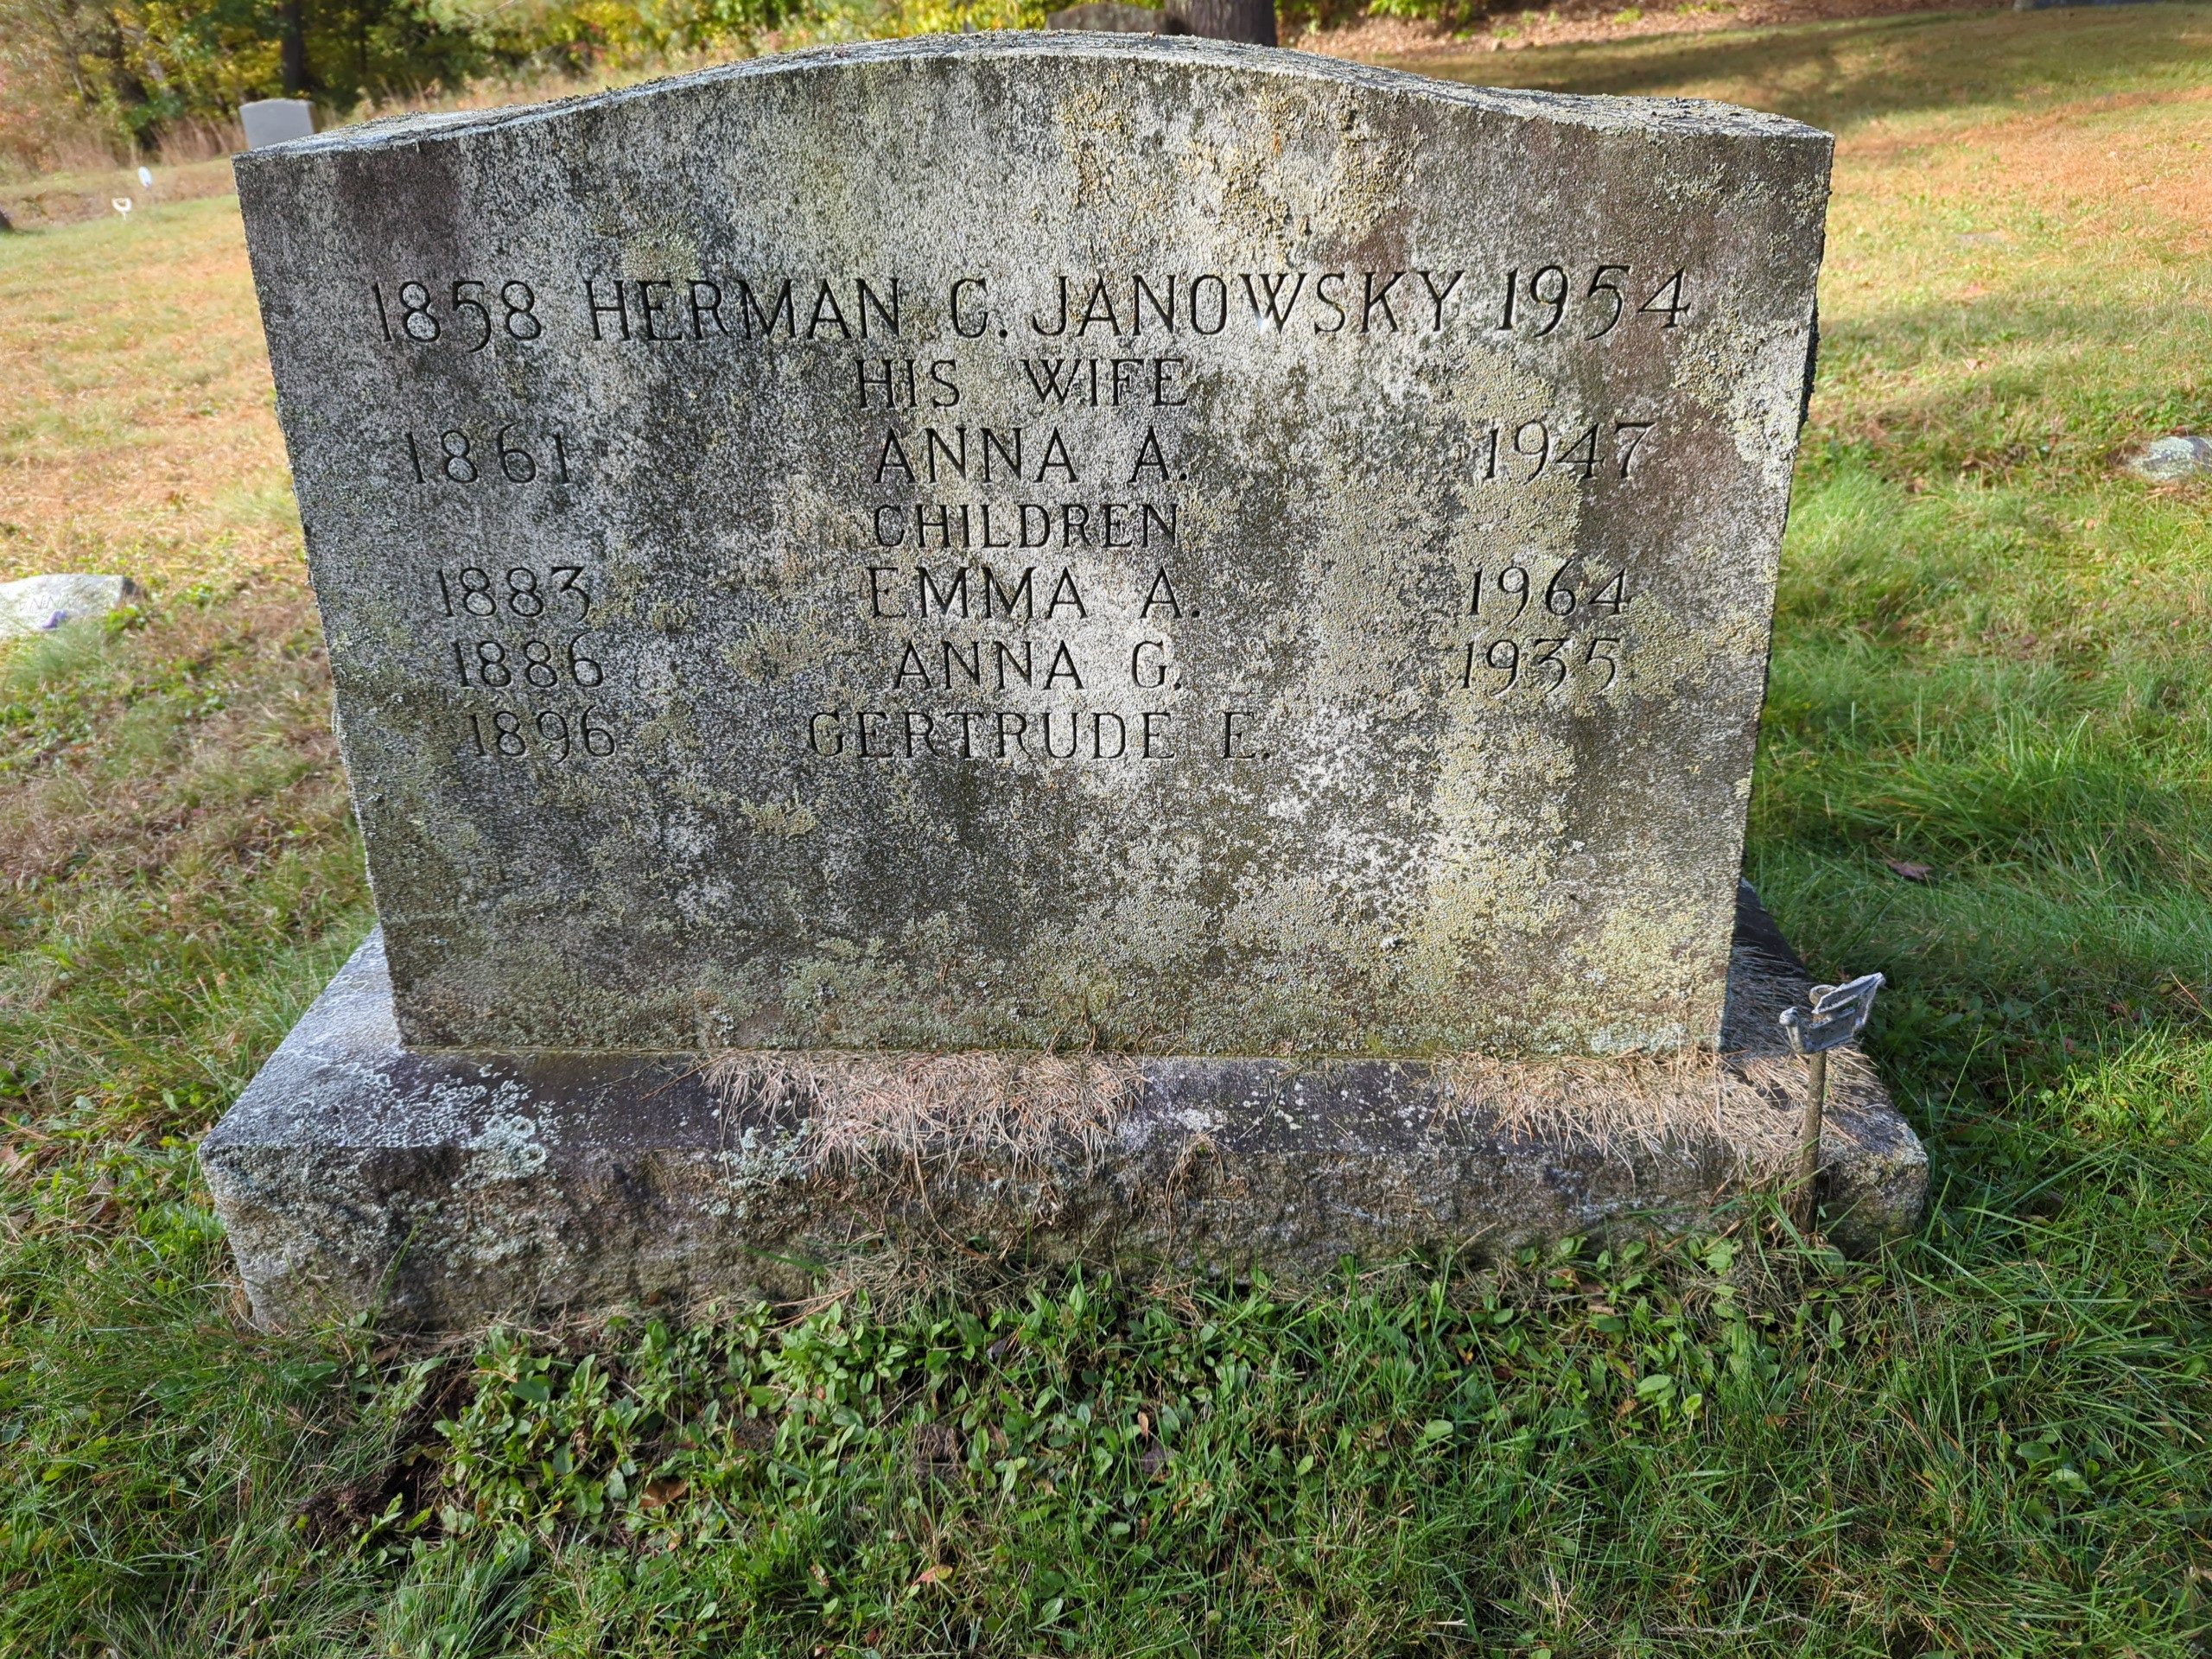 1858 HERMAN C. JANOWSKY 1954
HIS WIFE
1861 ANNA A. 1947
CHILDREN
1883 EMMA A. 1964
1886 ANNA G. 1935
1896 GERTRUDE E.